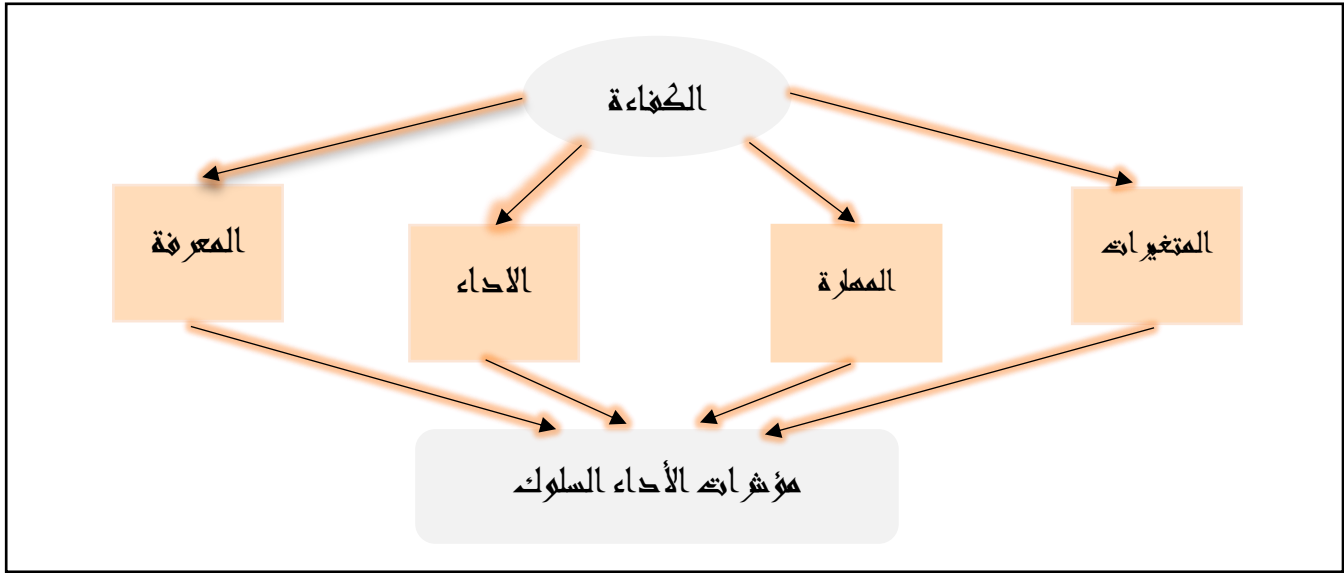 الكفاءة
المتغيرات
المهارة
الاداء
المعرفة
مؤشرات الأداء السلوك